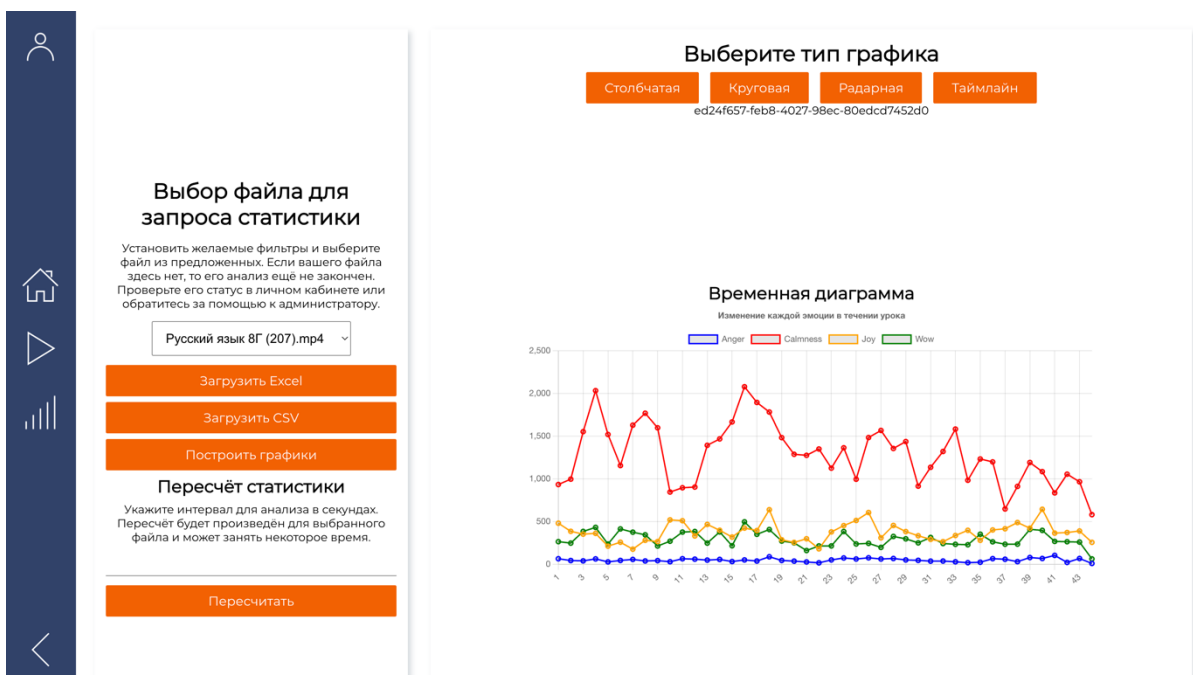 Выбор файла для
запроса статистики
Установить желаемые фильтры и выберите
файл из предложенных. Если вашего файла
здесь нет, то его анализ ещё не закончен.
Проверьте его статус в личном кабинете или
обратитесь за помощью к администратору.
Русский язык 8Г (207).mp4
Загрузить Excel
Загрузить CSV
Построить графики
Пересчёт статистики
Укажите интервал для анализа в секундах.
Пересчёт будет произведён для выбранного
файла и может занять некоторое время.
Пересчитать
Выберите тип графика
Столбчатая Круговая Радарная Таймлайн
ed24f657-feb8-4027-98ec-80edcd7452d0
Временная диаграмма
Изменение каждой эмоции в течении урока
Anger Calmness Joy Wow
2,500
2,000
1,500
1,000
500
0
1 3 5 7 9 11 13 15 17 19 21 23 25 27 29 31 33 35 37 39 41 43